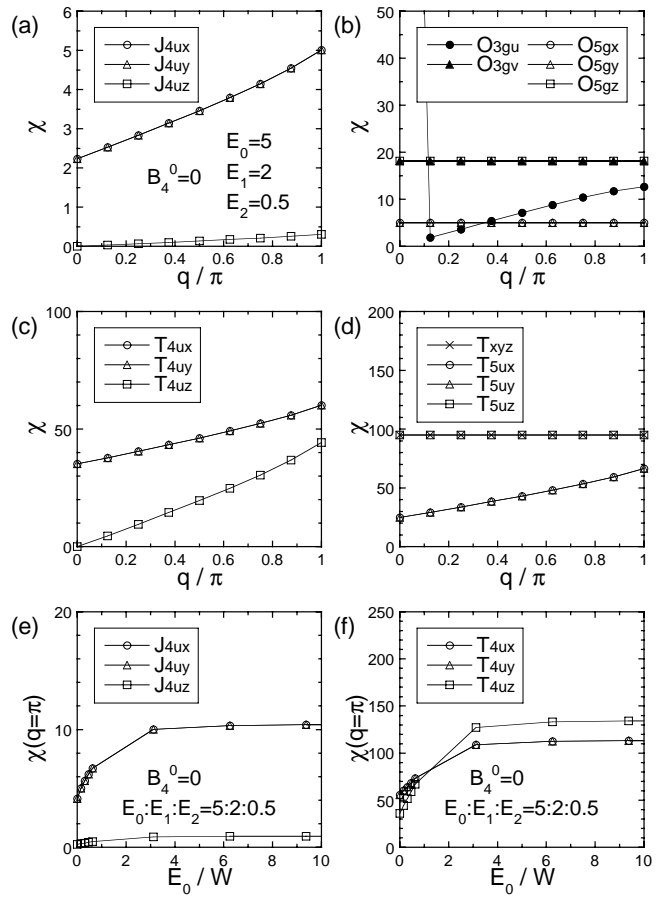 (a)
J4ux
J4uy
J4uz
χ
6
5
4
3
2
1
0
B4^0=0
E0=5
E1=2
E2=0.5
0 0.2 0.4 0.6 0.8 1
q / π
(b)
O3gu O5gx
O3gv O5gy
O5gz
χ
50
40
30
20
10
0
0 0.2 0.4 0.6 0.8 1
q / π
(c)
T4ux
T4uy
T4uz
χ
100
50
0
0 0.2 0.4 0.6 0.8 1
q / π
(d)
Txyz
T5ux
T5uy
T5uz
χ
200
150
100
50
0
0 0.2 0.4 0.6 0.8 1
q / π
(e)
J4ux
J4uy
J4uz
χ(q=π)
20
10
0
B4^0=0
E0:E1:E2=5:2:0.5
0 2 4 6 8 10
E0 / W
(f)
T4ux
T4uy
T4uz
χ(q=π)
250
200
150
100
50
0
B4^0=0
E0:E1:E2=5:2:0.5
0 2 4 6 8 10
E0 / W